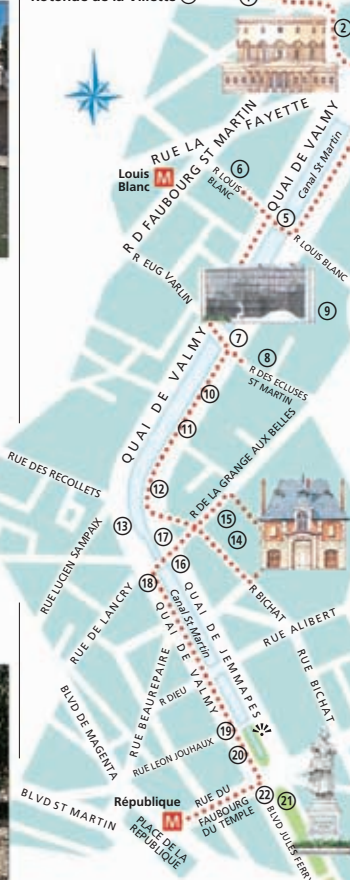 Rotonde de la Villette
2
RUE LA FAYETTE
R D FAUBOURG ST MARTIN
QUAI DE VALMY
Canal St Martin
6
Louis
Blanc
M
R LOUIS
BLANC
5
R LOUIS BLANC
R EUG VARLIN
9
7
8
QUAI DE VALMY
R DES ECLUSES
ST MARTIN
10
11
R DE LA GRANGE AUX BELLES
RUE DES RECOLLETS
12
13
15
17
14
RUE LUCIEN SAMPAIX
16
18
R BICHAT
RUE DE LANCRY
Canal St Martin
QUAI DE JEMMAPES
QUAI DE VALMY
RUE ALIBERT
RUE BICHAT
RUE BEAUREPAIRE
R DIEU
BLVD DE MAGENTA
19
RUE LEON JOUHAUX
20
République
M
RUE DU
FAUBOURG
DU TEMPLE
22
21
BLVD ST MARTIN
PLACE DE LA
REPUBLIQUE
BLVD JULES FERRY